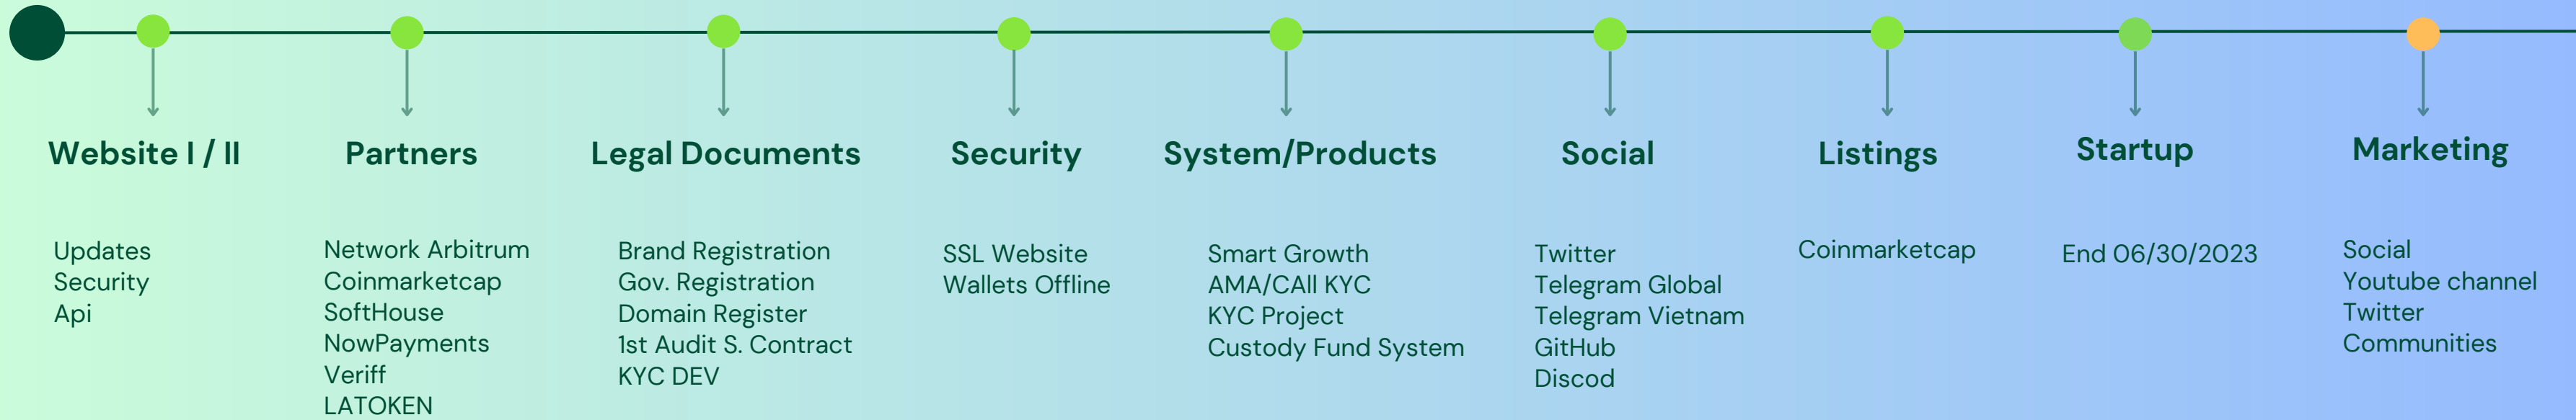 Website I / II
Updates
Security
Api
Partners
Network Arbitrum
Coinmarketcap
SoftHouse
NowPayments
Veriff
LATOKEN
Legal Documents
Brand Registration
Gov. Registration
Domain Register
1st Audit S. Contract
KYC DEV
Security
SSL Website
Wallets Offline
System/Products
Smart Growth
AMA/CAll KYC
KYC Project
Custody Fund System
Social
Twitter
Telegram Global
Telegram Vietnam
GitHub
Discod
Listings
Coinmarketcap
Startup
End 06/30/2023
Marketing
Social
Youtube channel
Twitter
Communities